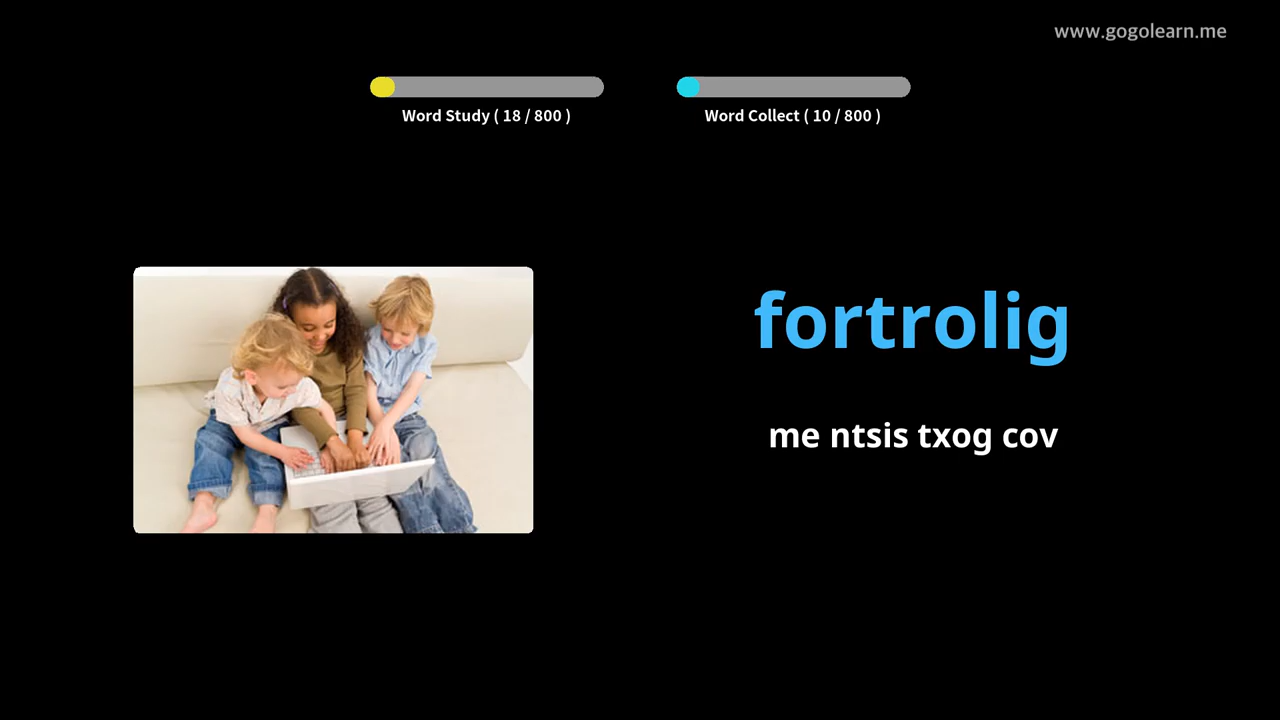 www.gogolearn.me
Word Study ( 18 / 800 )
Word Collect ( 10 / 800 )
fortrolig
me ntsis txog cov